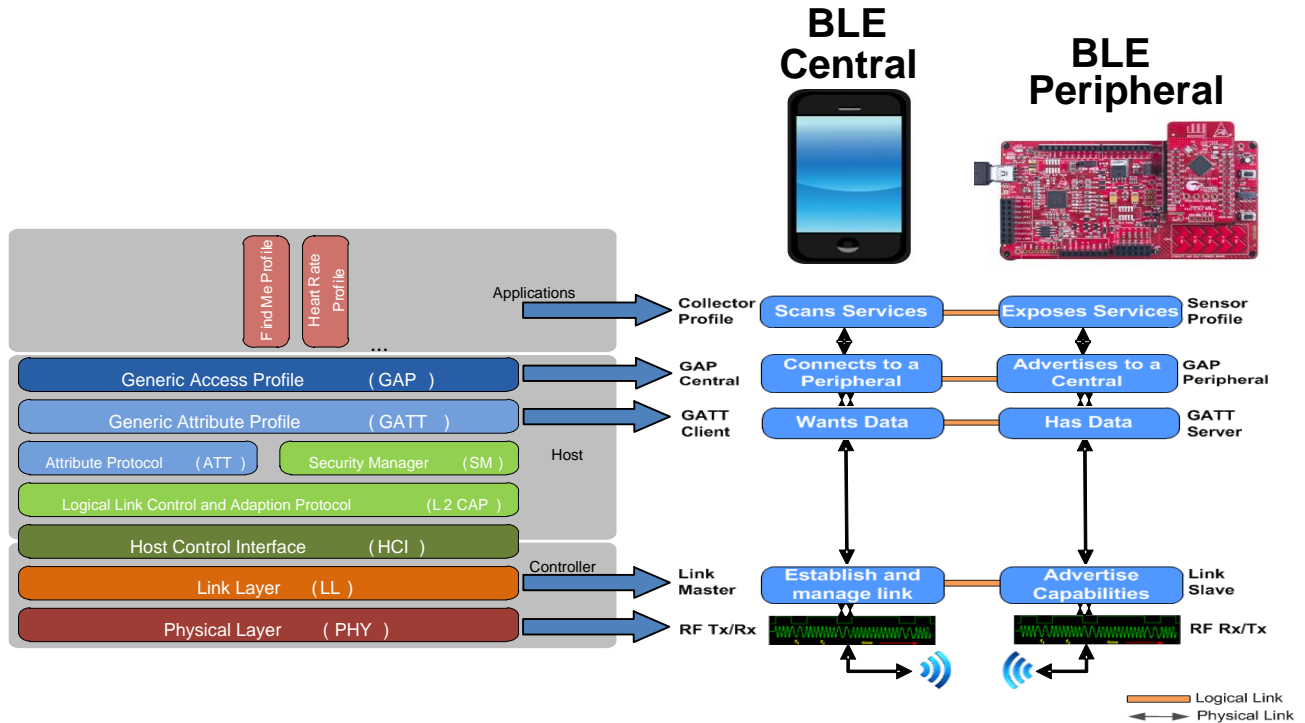 BLE
Central
BLE
Peripheral
Find Me Profile
Heart Rate
Profile
...
Applications
Collector
Profile
Scans Services
Exposes Services
Sensor
Profile
Generic Access Profile (GAP)
GAP
Central
Connects to a
Peripheral
Advertises to a
Central
GAP
Peripheral
Generic Attribute Profile (GATT)
GATT
Client
Wants Data
Has Data
GATT
Server
Attribute Protocol (ATT)
Security Manager (SM)
Host
Logical Link Control and Adaption Protocol (L2CAP)
Host Control Interface (HCI)
Controller
Link Layer (LL)
Link
Master
Establish and
manage link
Advertise
Capabilities
Link
Slave
Physical Layer (PHY)
RF Tx/Rx
RF Rx/Tx
Logical Link
Physical Link